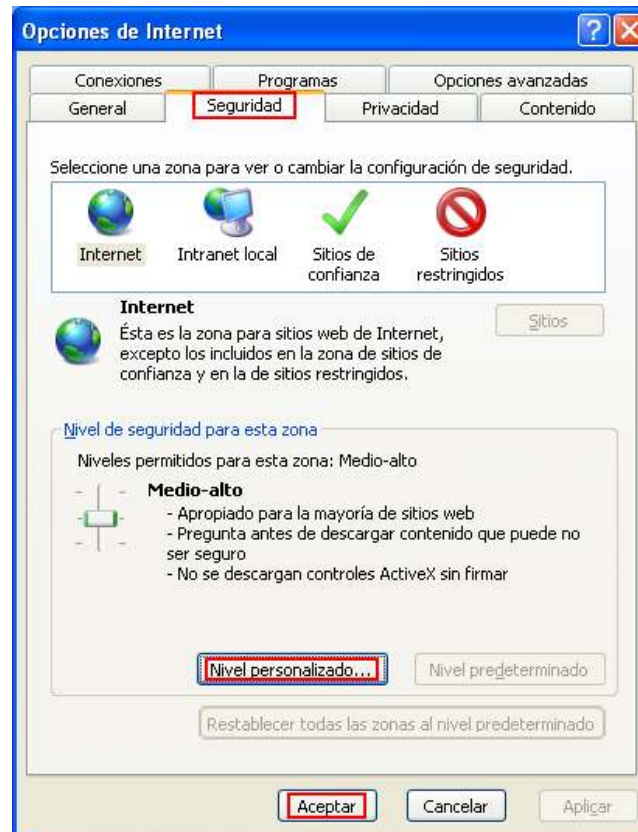 Opciones de Internet
Conexiones Programas Opciones avanzadas
General Seguridad Privacidad Contenido
Seleccione una zona para ver o cambiar la configuración de seguridad.
Internet Intranet local Sitios de confianza Sitios restringidos
Internet
Sitios
Ésta es la zona para sitios web de Internet,
excepto los incluidos en la zona de sitios de
confianza y en la de sitios restringidos.
Nivel de seguridad para esta zona
Niveles permitidos para esta zona: Medio-alto
Medio-alto
- Apropiado para la mayoría de sitios web
- Pregunta antes de descargar contenido que puede no
ser seguro
- No se descargan controles ActiveX sin firmar
Nivel personalizado... Nivel predeterminado
Restablecer todas las zonas al nivel predeterminado
Aceptar Cancelar Aplicar